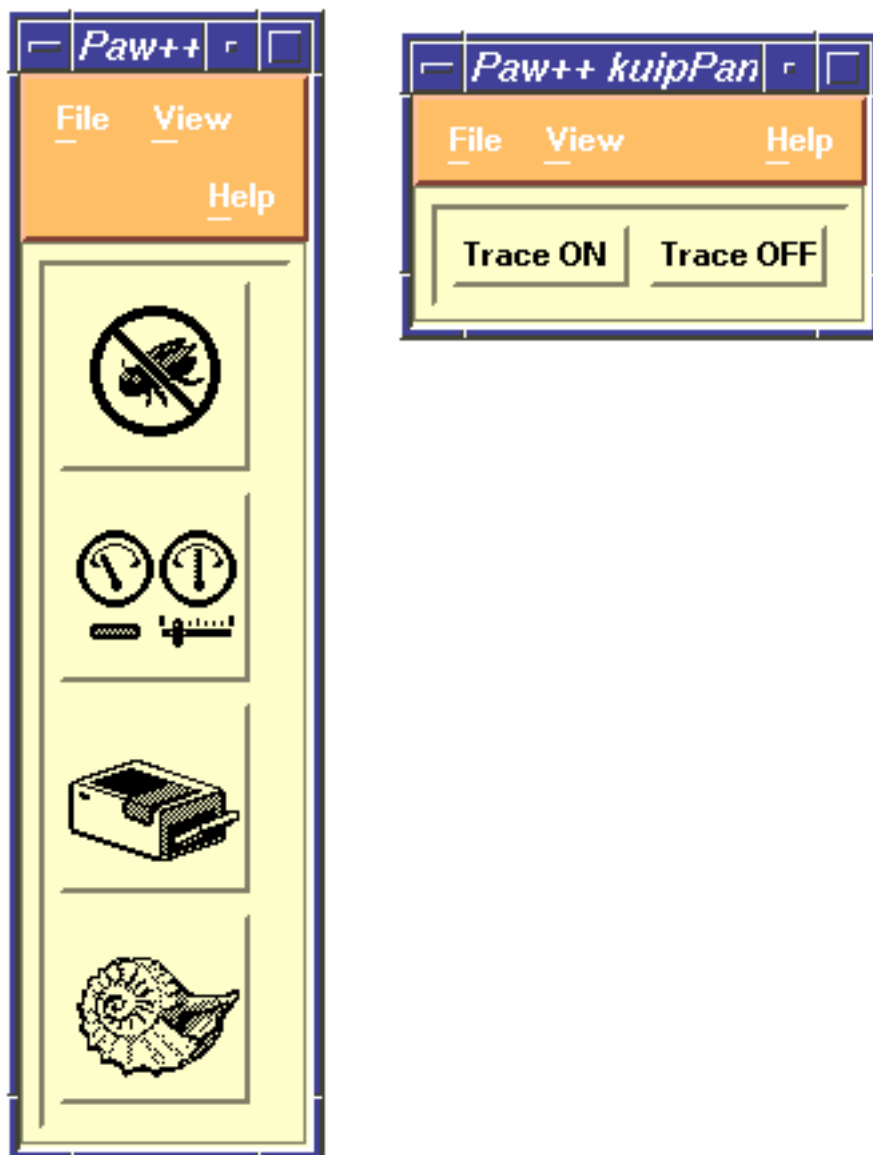 Paw++
File View
Help
Paw++ kuipPan
File View Help
Trace ON Trace OFF